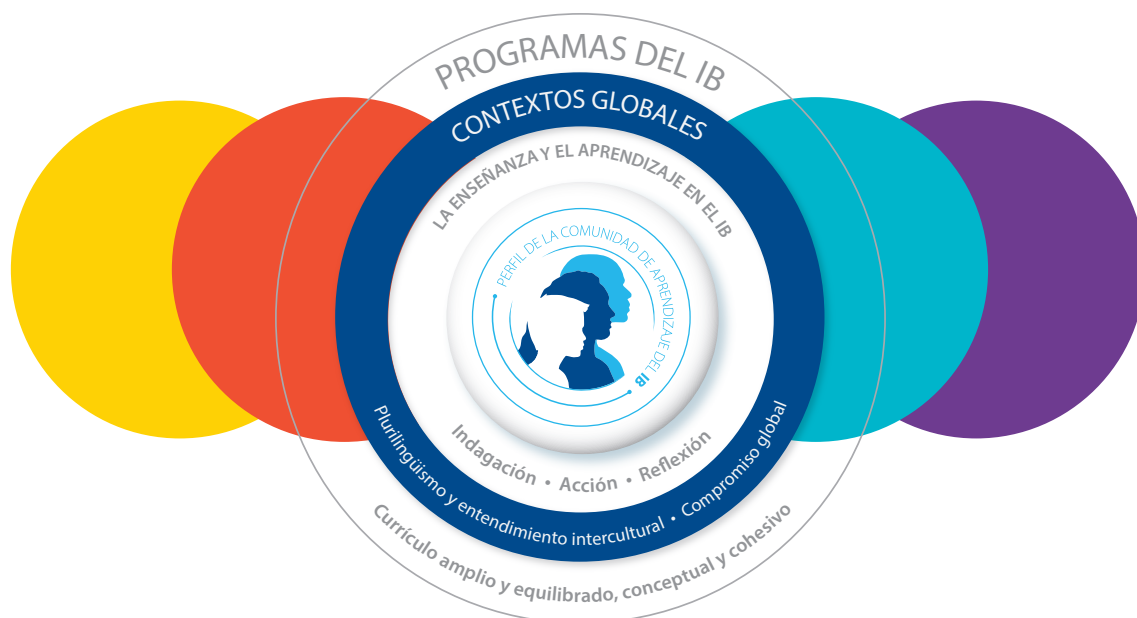 PROGRAMAS DEL IB
CONTEXTOS GLOBALES
LA ENSEÑANZA Y EL APRENDIZAJE EN EL IB
PERFIL DE LA COMUNIDAD DE APRENDIZAJE DEL IB
Indagación • Acción • Reflexión
Plurilingüismo y entendimiento intercultural • Compromiso global
Currículo amplio y equilibrado, conceptual y cohesivo